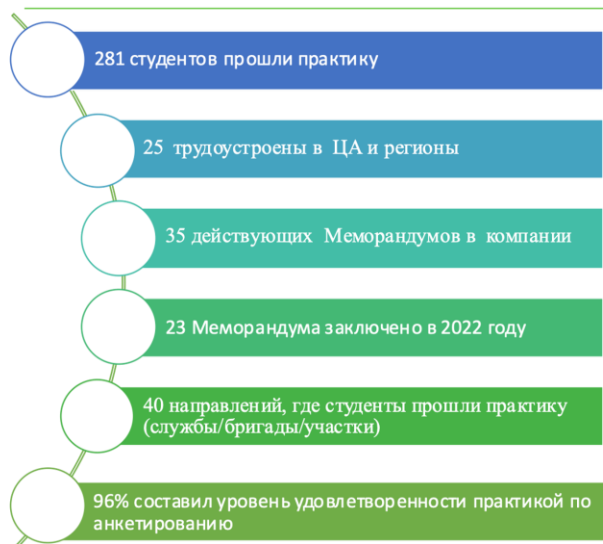 281 студентов прошли практику
25 трудоустроены в ЦА и регионы
35 действующих Меморандумов в компании
23 Меморандума заключено в 2022 году
40 направлений, где студенты прошли практику
(службы/бригады/участки)
96% составил уровень удовлетворенности практикой по
анкетированию